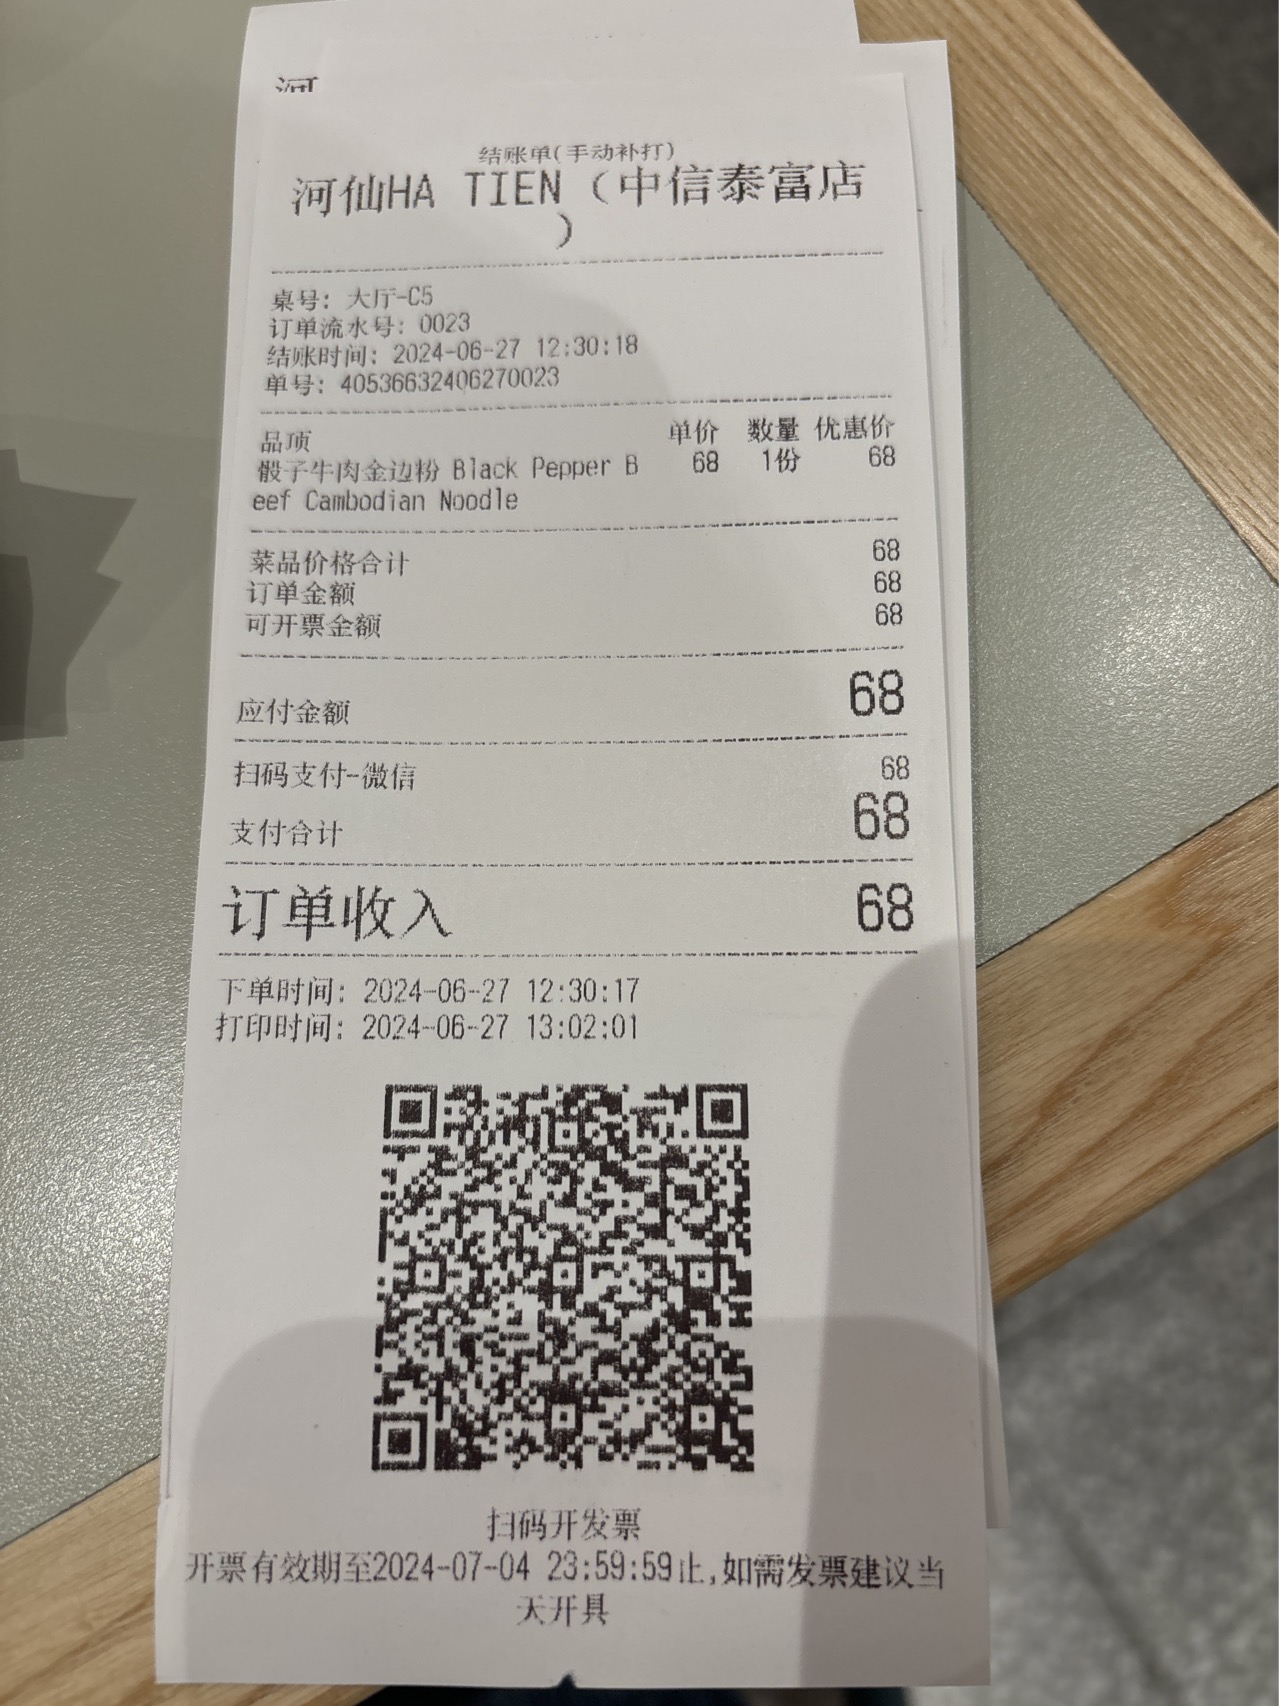 河
结账单(手动补打)
河仙HA TIEN（中信泰富店
）
桌号: 大厅-C5
订单流水号: 0023
结账时间: 2024-06-27 12:30:18
单号: 40536632406270023
品项 单价 数量 优惠价
骰子牛肉金边粉 Black Pepper B 68 1份 68
eef Cambodian Noodle
菜品价格合计 68
订单金额 68
可开票金额 68
应付金额 68
扫码支付-微信 68
支付合计 68
订单收入 68
下单时间: 2024-06-27 12:30:17
打印时间: 2024-06-27 13:02:01
扫码开发票
开票有效期至2024-07-04 23:59:59止,如需发票建议当
天开具